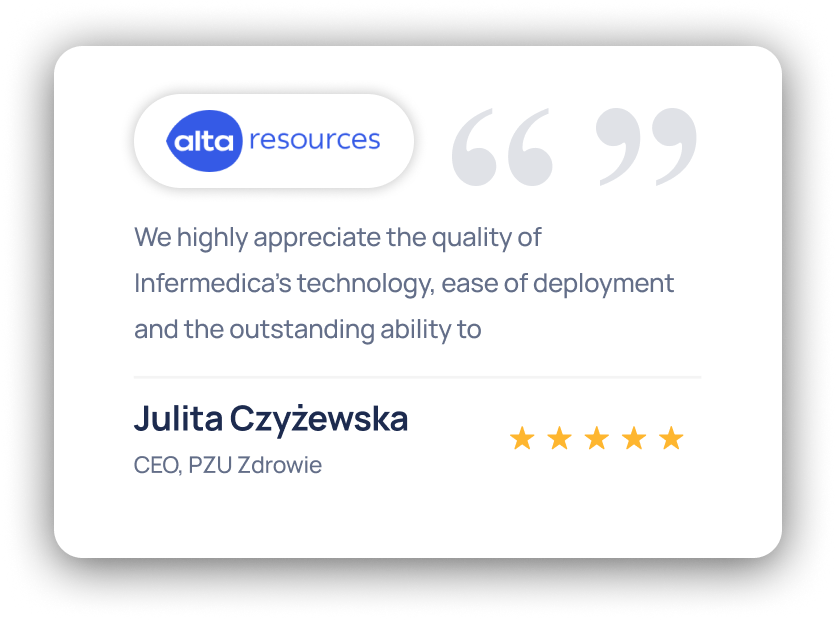 alta resources
“ ”
We highly appreciate the quality of
Infermedica’s technology, ease of deployment
and the outstanding ability to
Julita Czyżewska
CEO, PZU Zdrowie